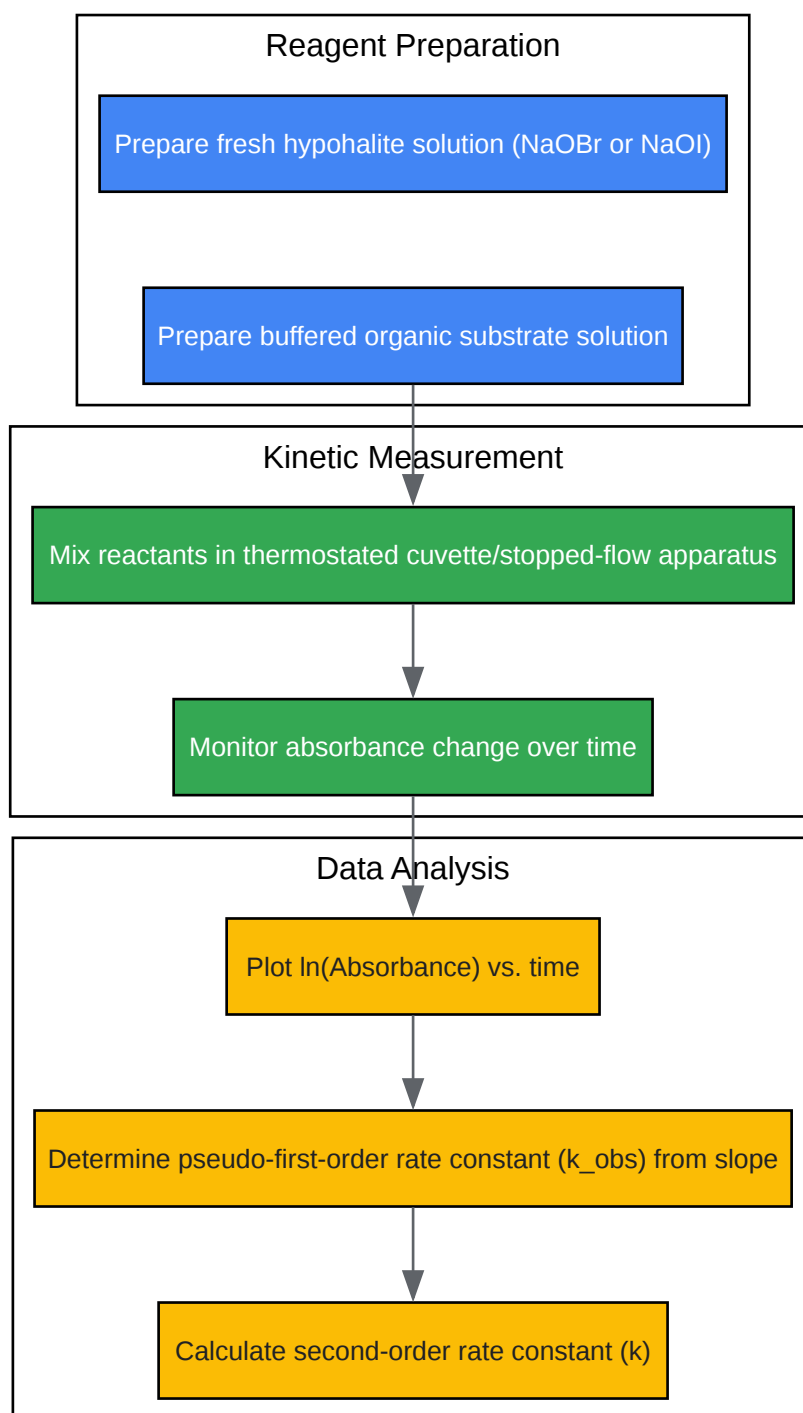 Reagent Preparation
Prepare fresh hypohalite solution (NaOBr or NaOI)
Prepare buffered organic substrate solution
Kinetic Measurement
Mix reactants in thermostated cuvette/stopped-flow apparatus
Monitor absorbance change over time
Data Analysis
Plot ln(Absorbance) vs. time
Determine pseudo-first-order rate constant (k_obs) from slope
Calculate second-order rate constant (k)